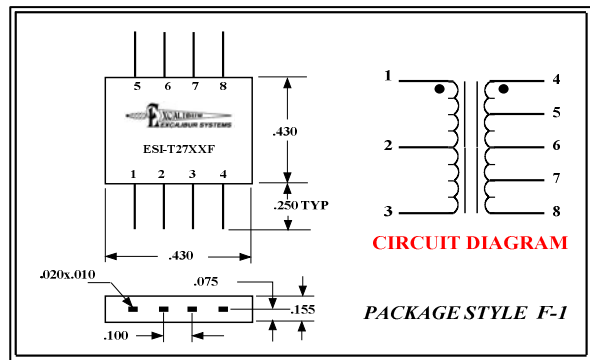 5 6 7 8
EXCALIBUR
EXCALIBUR SYSTEMS
ESI-T27XXF
1 2 3 4
.430
.250 TYP
.430
.020x.010
.075
.155
.100
1
2
3
4
5
6
7
8
CIRCUIT DIAGRAM
PACKAGE STYLE F-1